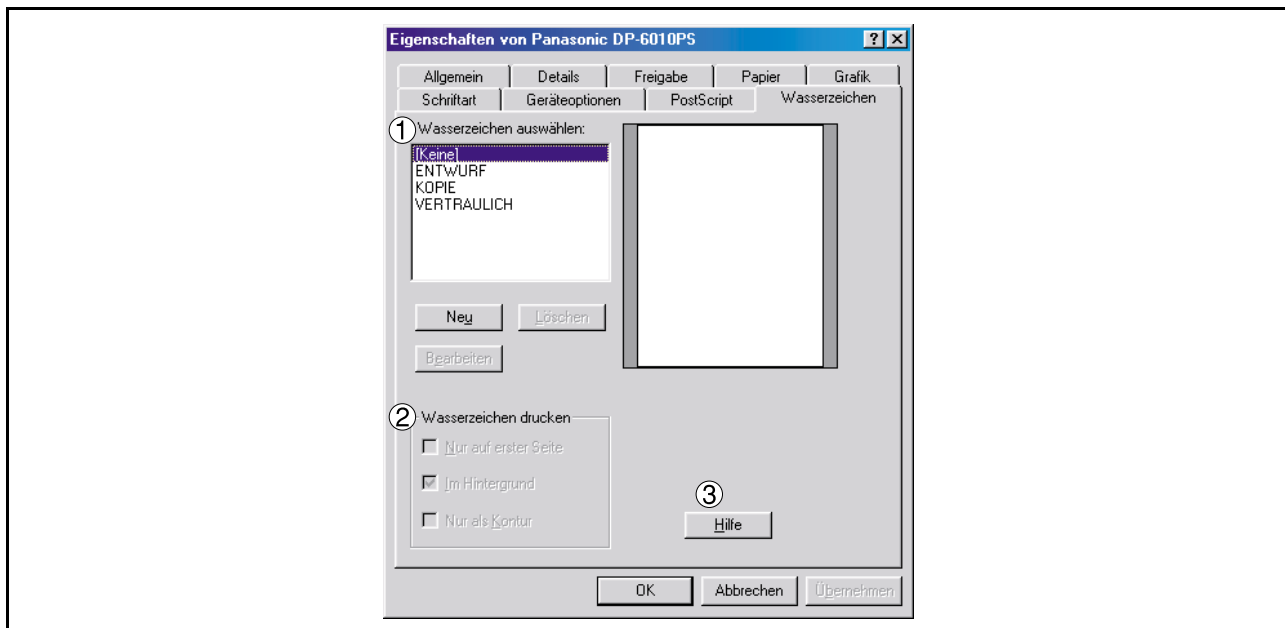 Eigenschaften von Panasonic DP-6010PS
Allgemein Details Freigabe Papier Grafik
Schriftart Geräteoptionen PostScript Wasserzeichen
① Wasserzeichen auswählen:
[Keine]
ENTWURF
KOPIE
VERTRAULICH
Neu Löschen
Bearbeiten
② Wasserzeichen drucken
Nur auf erster Seite
Im Hintergrund
Nur als Kontur
③
Hilfe
OK Abbrechen Übernehmen